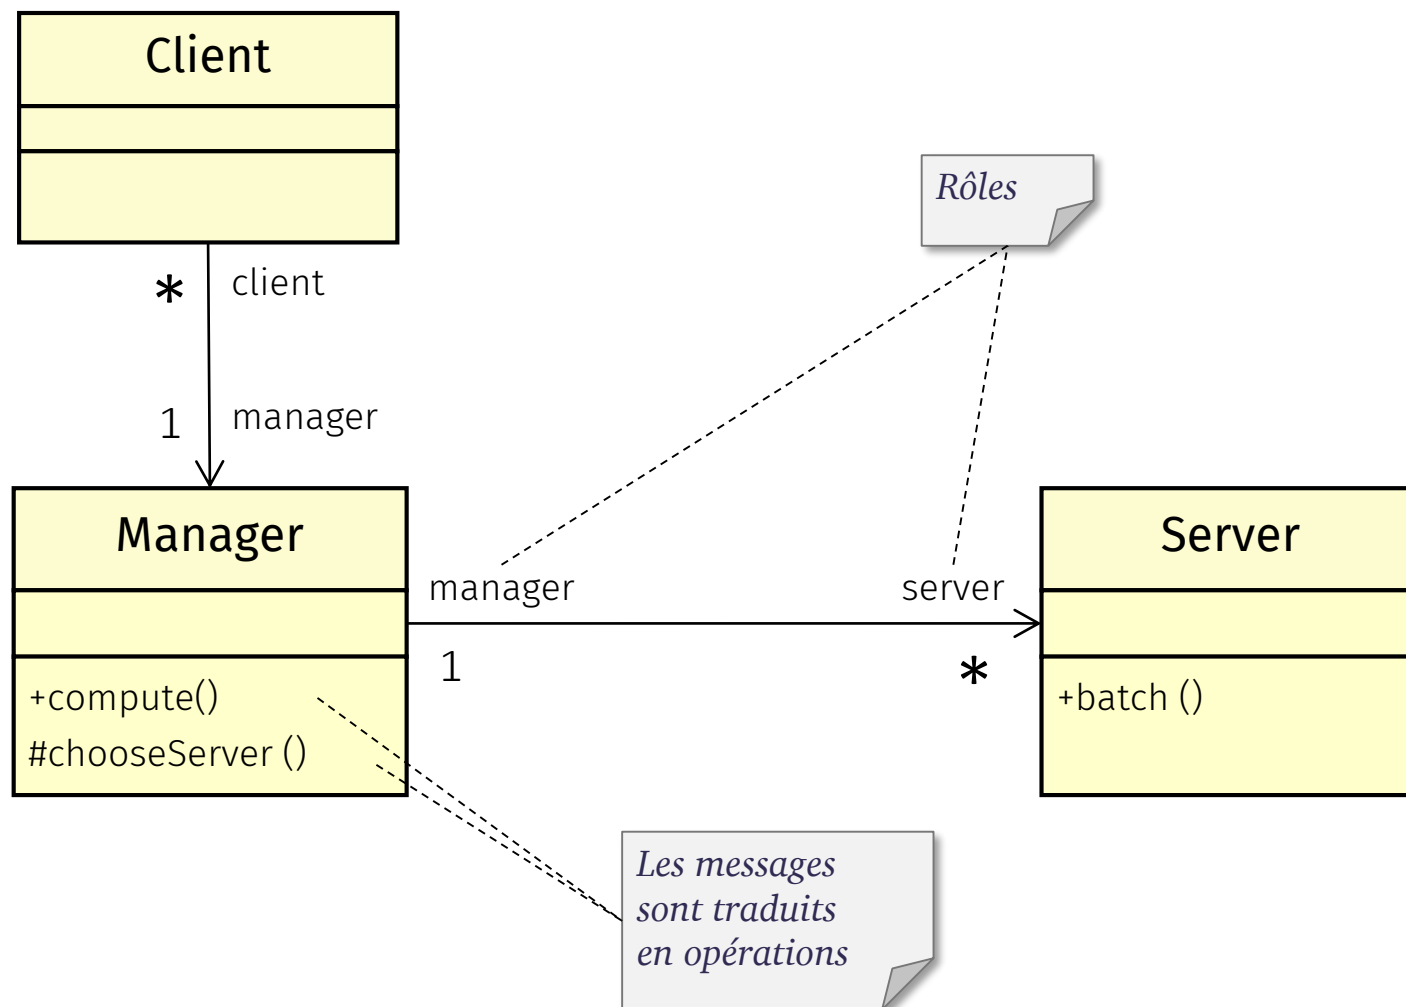 Client
Rôles
* client
1 manager
Manager
Server
manager
server
1
*
+compute()
#chooseServer ()
+batch ()
Les messages
sont traduits
en opérations